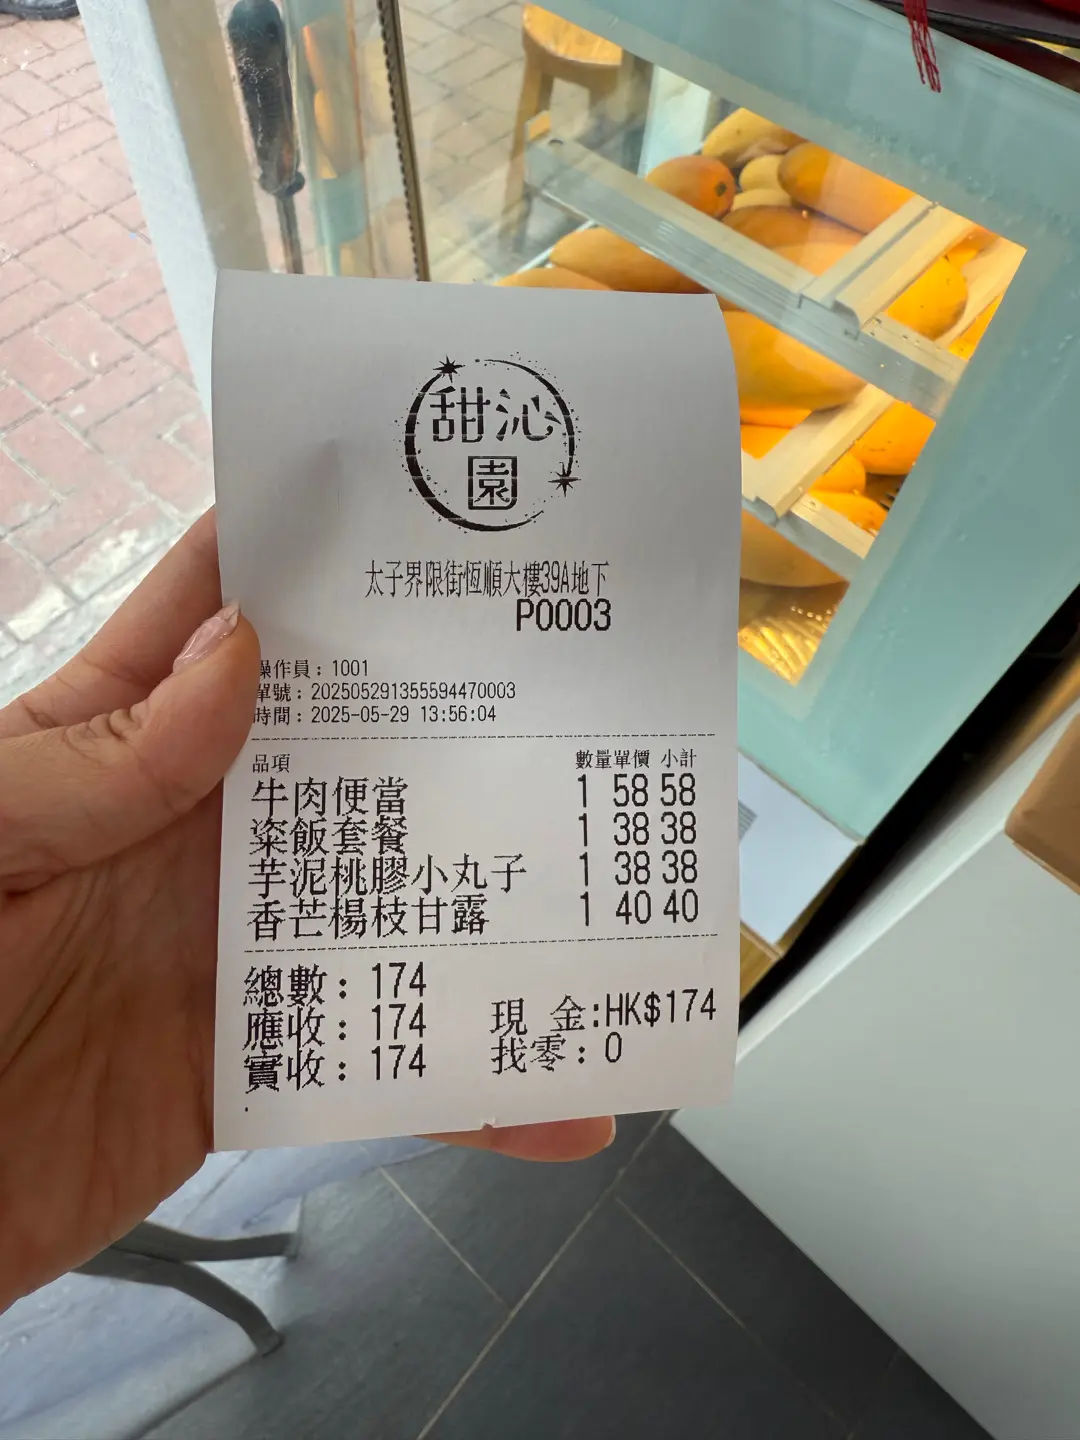 甜沁
園
太子界限街恆順大樓39A地下
P0003
操作員：1001
單號：202505291355594470003
時間：2025-05-29 13:56:04
品項 數量 單價 小計
牛肉便當 1 58 58
粢飯套餐 1 38 38
芋泥桃膠小丸子 1 38 38
香芒楊枝甘露 1 40 40
總數：174
應收：174 現 金:HK$174
實收：174 找零：0